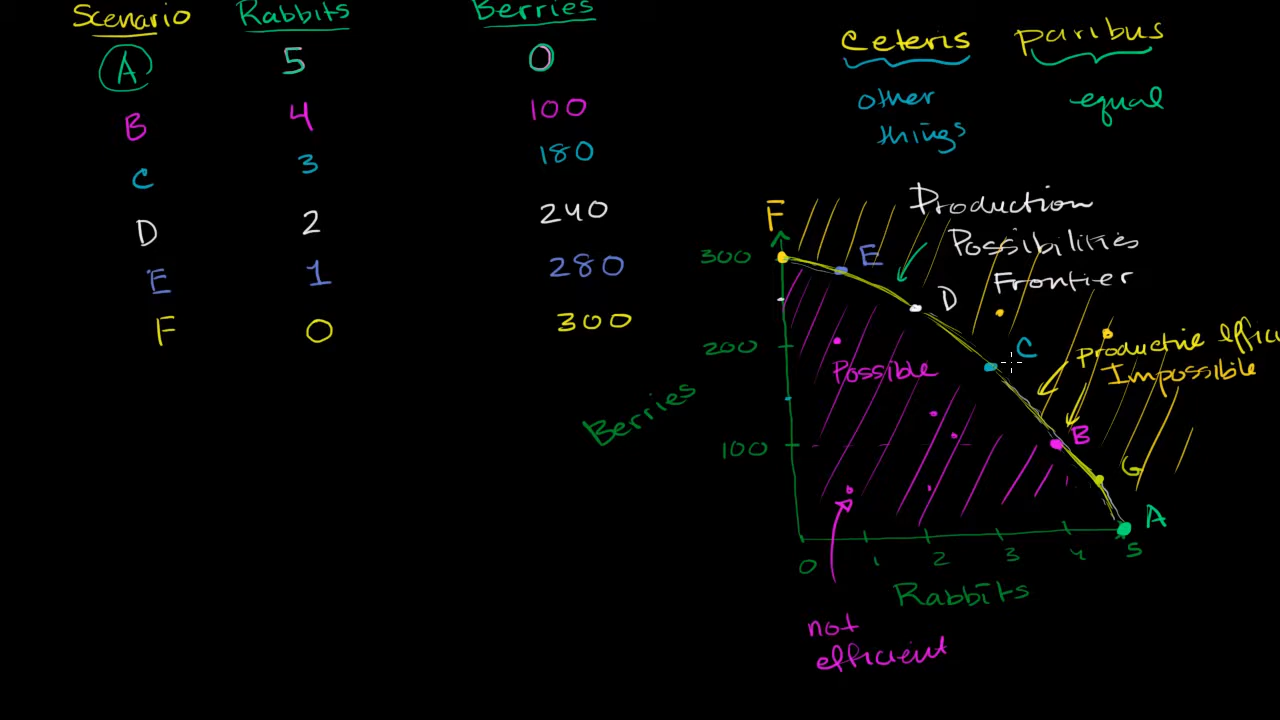 Scenario Rabbits Berries
A 5 0
B 4 100
C 3 180
D 2 240
E 1 280
F 0 300
Ceteris paribus
other equal
things
F
Production
Possibilities
Frontier
300
E
D
200
C
Productive effici
Impossible
Possible
Berries
100
B
G
A
0 1 2 3 4 5
Rabbits
not
efficient